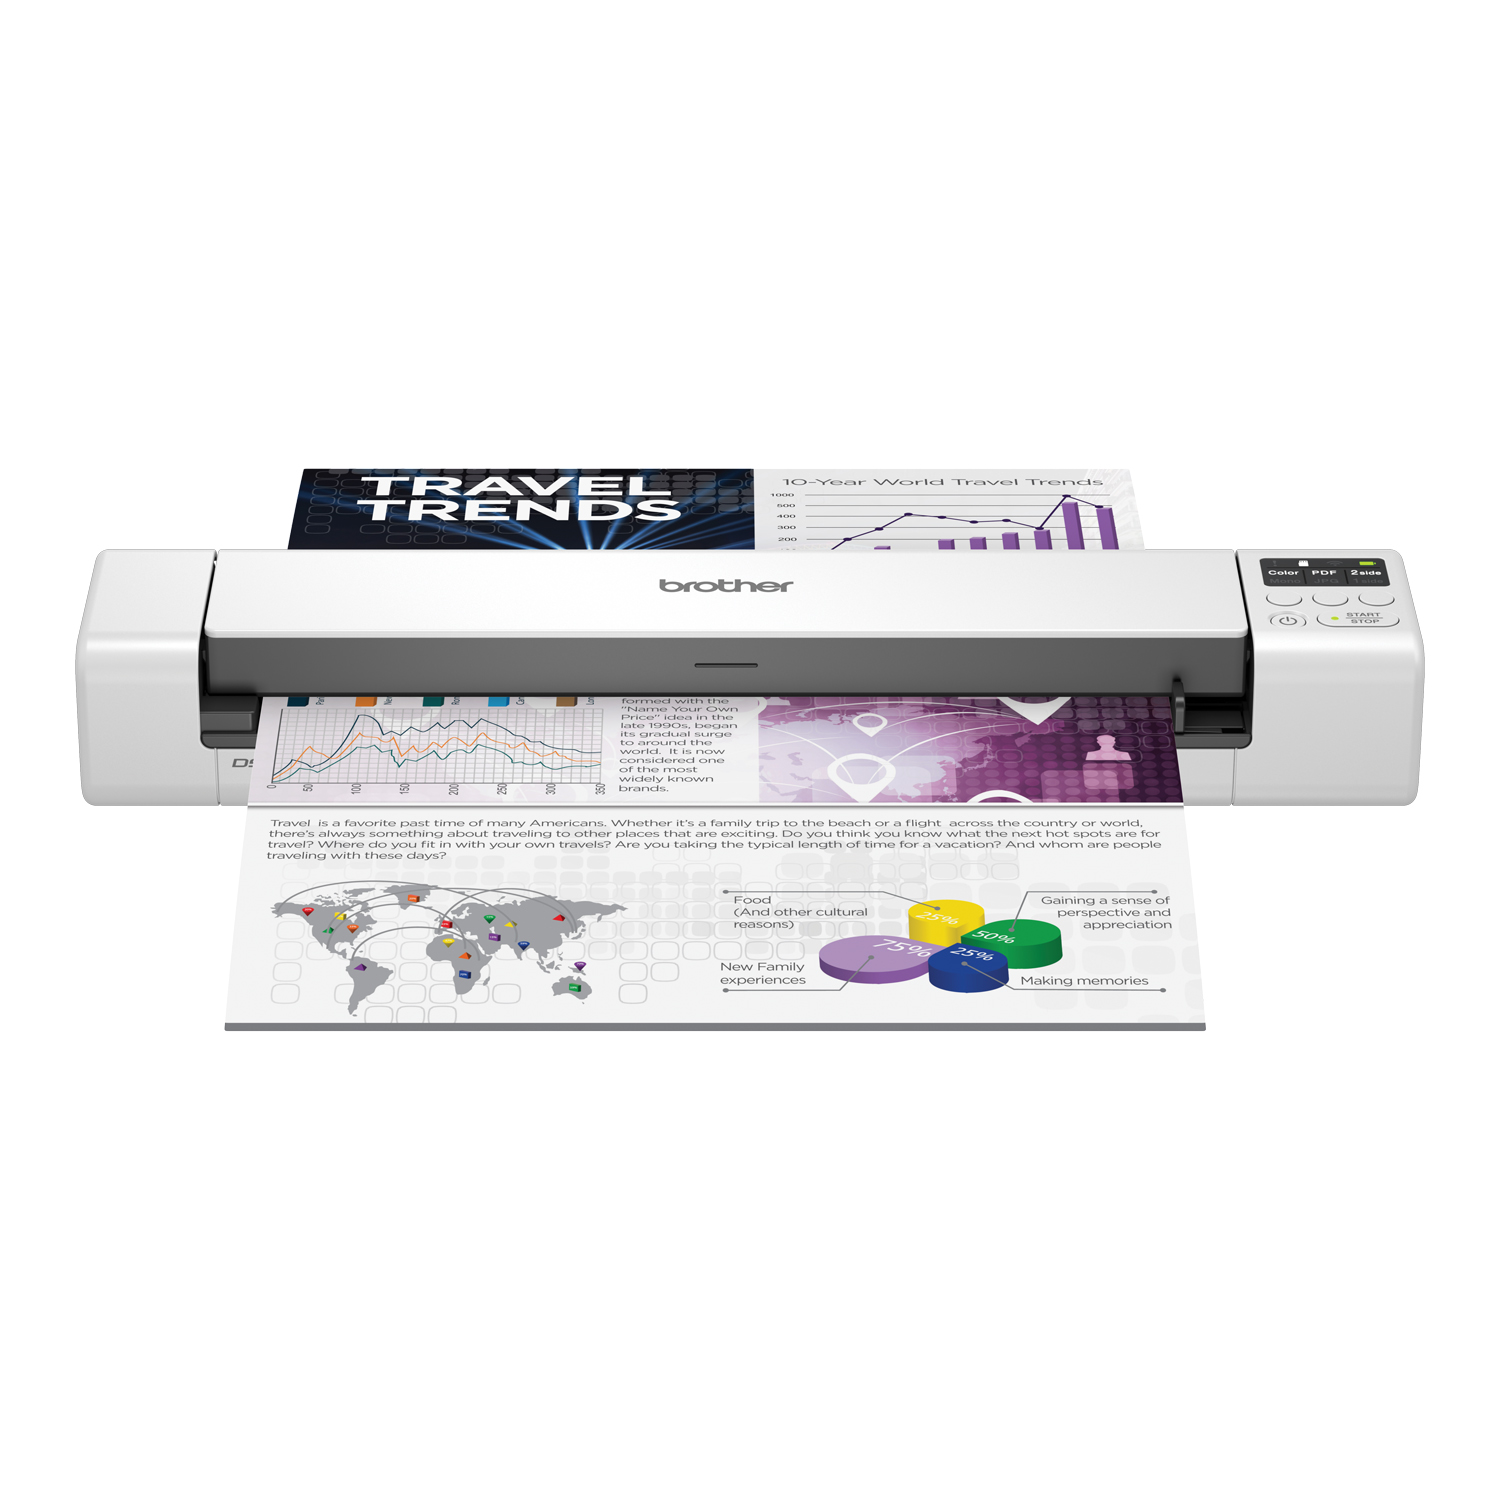 TRAVEL
TRENDS
10-Year World Travel Trends
1000
500
400
300
200
brother
Color PDF 2 side
Mono JPG 1 side
START
STOP
formed with the
"Name Your Own
Price" idea in the
late 1990s, began
its gradual surge
to around the
world. It is now
considered one
of the most
widely known
brands.
0 50 100 150 200 250 300 350
Travel is a favorite past time of many Americans. Whether it's a family trip to the beach or a flight across the country or world,
there's always something about traveling to other places that are exciting. Do you think you know what the next hot spots are for
travel? Where do you fit in with your own travels? Are you taking the typical length of time for a vacation? And whom are people
traveling with these days?
Food
(And other cultural
reasons)
New Family
experiences
25%
75%
50%
25%
Gaining a sense of
perspective and
appreciation
Making memories